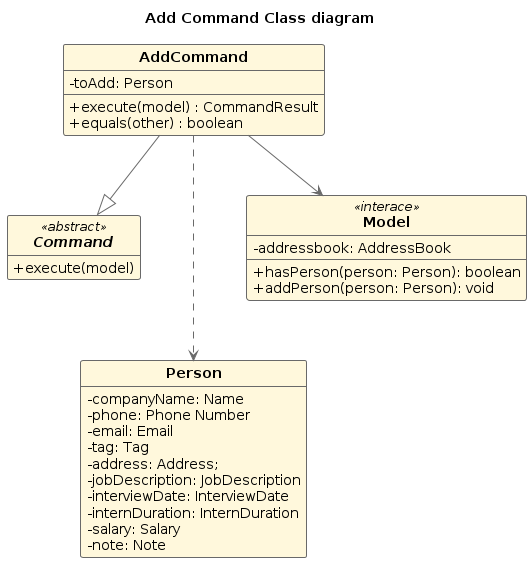 Add Command Class diagram
AddCommand
-toAdd: Person
+execute(model) : CommandResult
+equals(other) : boolean
«abstract»
Command
+execute(model)
«interace»
Model
-addressbook: AddressBook
+hasPerson(person: Person): boolean
+addPerson(person: Person): void
Person
-companyName: Name
-phone: Phone Number
-email: Email
-tag: Tag
-address: Address;
-jobDescription: JobDescription
-interviewDate: InterviewDate
-internDuration: InternDuration
-salary: Salary
-note: Note